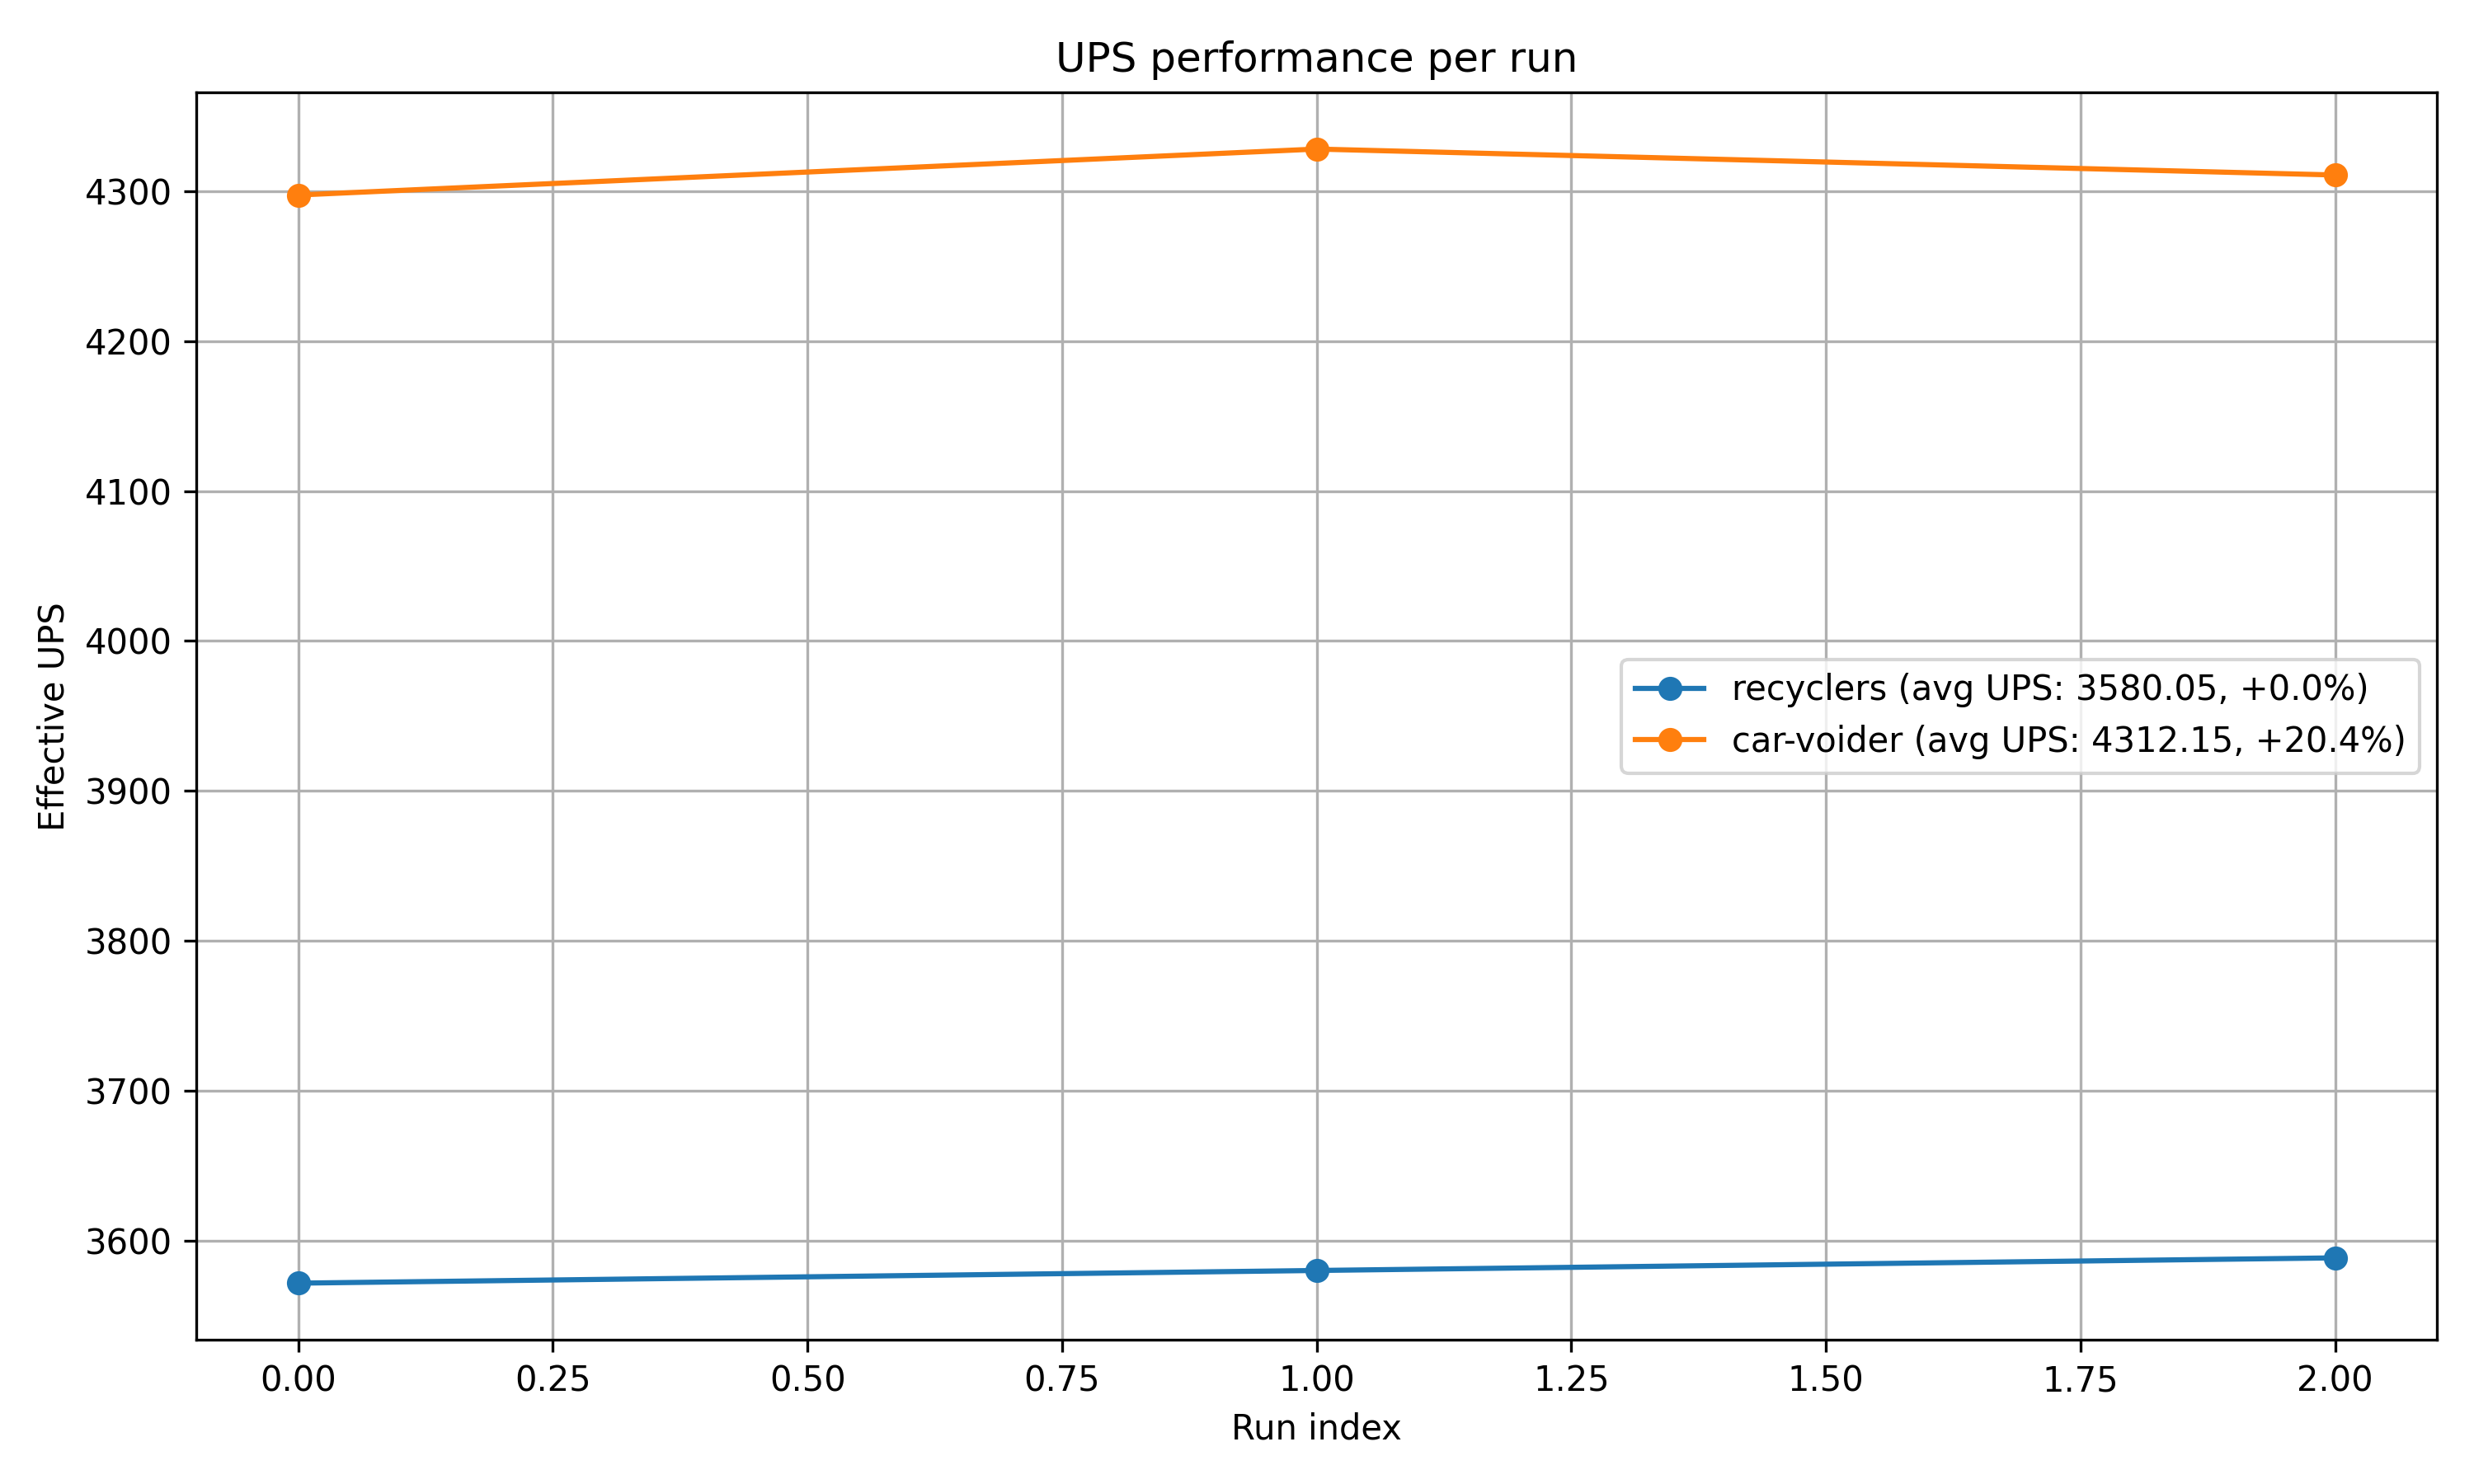 UPS performance per run
Effective UPS
4300
4200
4100
4000
3900
3800
3700
3600
recyclers (avg UPS: 3580.05, +0.0%)
car-voider (avg UPS: 4312.15, +20.4%)
0.00 0.25 0.50 0.75 1.00 1.25 1.50 1.75 2.00
Run index